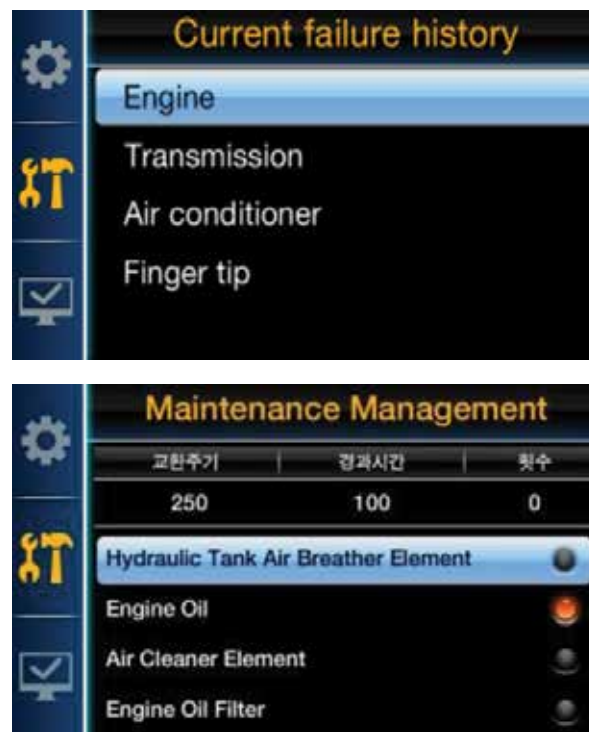 Current failure history
Engine
Transmission
Air conditioner
Finger tip
Maintenance Management
교환주기 | 경과시간 | 횟수
250 100 0
Hydraulic Tank Air Breather Element
Engine Oil
Air Cleaner Element
Engine Oil Filter